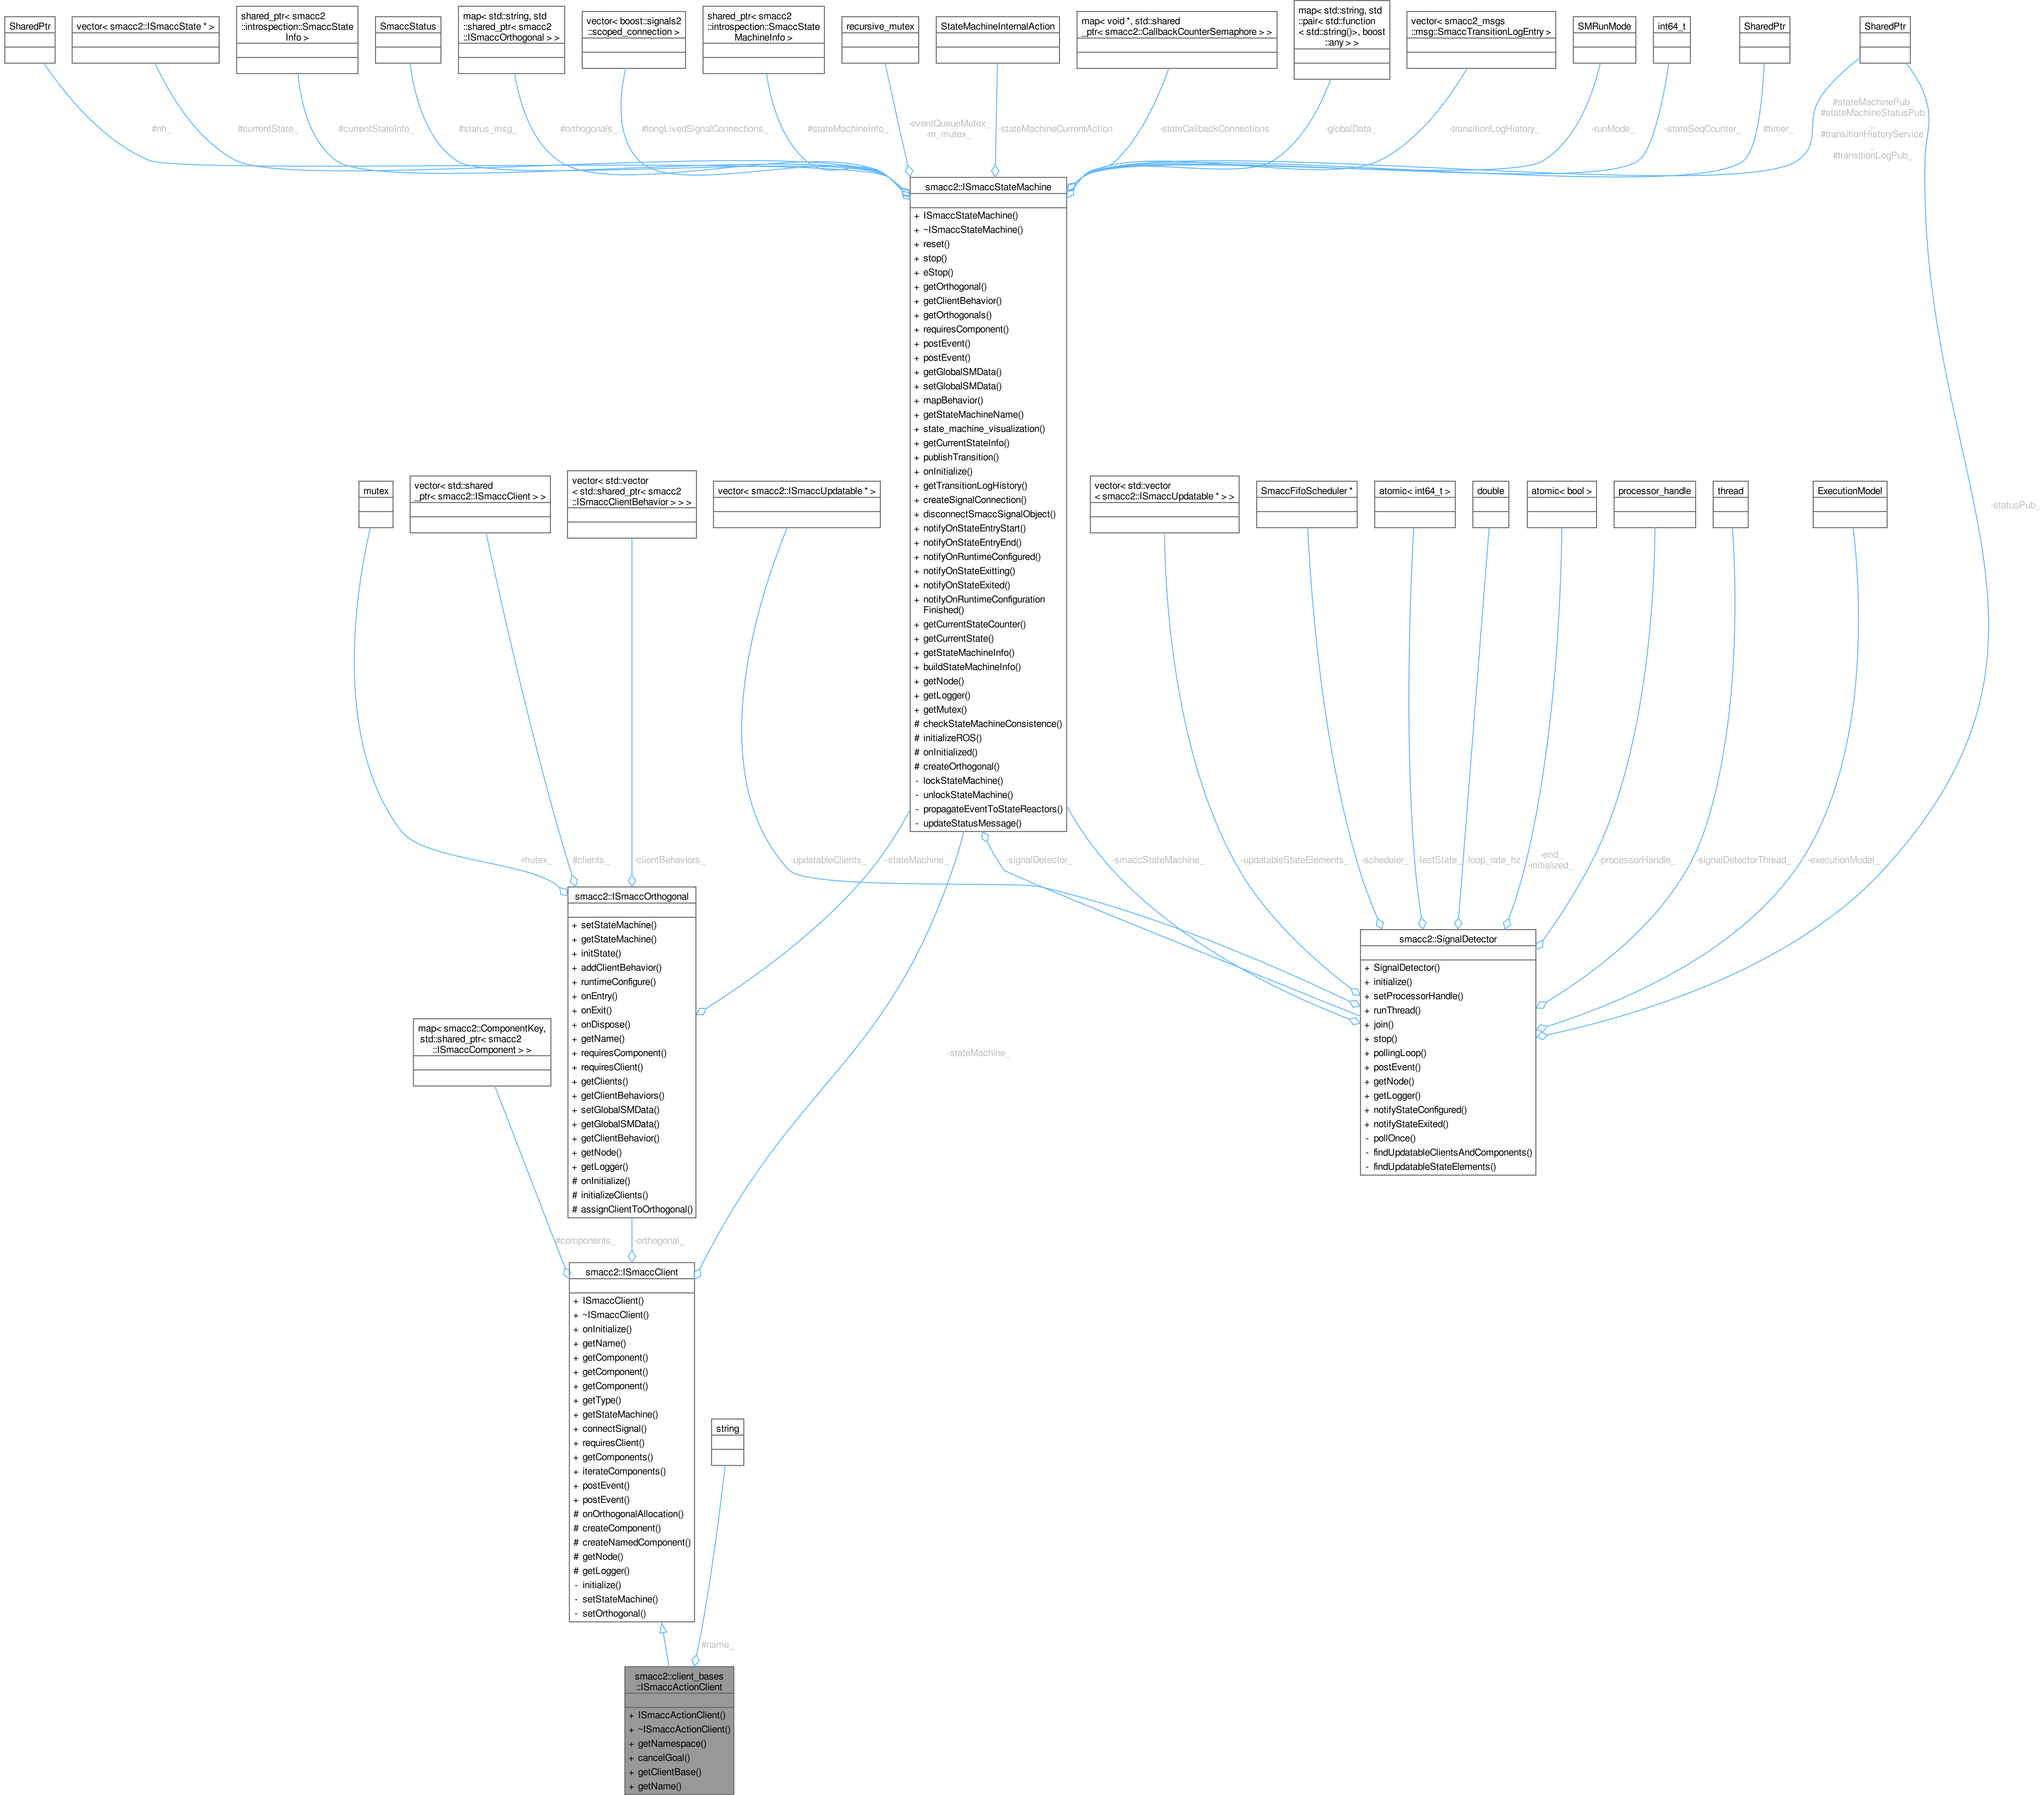 SharedPtr
vector< smacc2::ISmaccState * >
shared_ptr< smacc2
::introspection::SmaccState
Info >
SmaccStatus
map< std::string, std
::shared_ptr< smacc2
::ISmaccOrthogonal > >
vector< boost::signals2
::scoped_connection >
shared_ptr< smacc2
::introspection::SmaccState
MachineInfo >
recursive_mutex
StateMachineInternalAction
map< void *, std::shared
_ptr< smacc2::CallbackCounterSemaphore > >
map< std::string, std
::pair< std::function
< std::string()>, boost
::any > >
vector< smacc2_msgs
::msg::SmaccTransitionLogEntry >
SMRunMode
int64_t
SharedPtr
SharedPtr
#nh_
#currentState_
#currentStateInfo_
#status_msg_
#orthogonals_
#longLivedSignalConnections_
#stateMachineInfo_
-eventQueueMutex_
-m_mutex_
-stateMachineCurrentAction
-stateCallbackConnections
-globalData_
-transitionLogHistory_
-runMode_
-stateSeqCounter_
#timer_
#stateMachinePub_
#stateMachineStatusPub
_
#transitionHistoryService
_
#transitionLogPub_
smacc2::ISmaccStateMachine
+ ISmaccStateMachine()
+ ~ISmaccStateMachine()
+ reset()
+ stop()
+ eStop()
+ getOrthogonal()
+ getClientBehavior()
+ getOrthogonals()
+ requiresComponent()
+ postEvent()
+ postEvent()
+ getGlobalSMData()
+ setGlobalSMData()
+ mapBehavior()
+ getStateMachineName()
+ state_machine_visualization()
+ getCurrentStateInfo()
+ publishTransition()
+ onInitialize()
+ getTransitionLogHistory()
+ createSignalConnection()
+ disconnectSmaccSignalObject()
+ notifyOnStateEntryStart()
+ notifyOnStateEntryEnd()
+ notifyOnRuntimeConfigured()
+ notifyOnStateExitting()
+ notifyOnStateExited()
+ notifyOnRuntimeConfiguration
Finished()
+ getCurrentStateCounter()
+ getCurrentState()
+ getStateMachineInfo()
+ buildStateMachineInfo()
+ getNode()
+ getLogger()
+ getMutex()
# checkStateMachineConsistence()
# initializeROS()
# onInitialized()
# createOrthogonal()
- lockStateMachine()
- unlockStateMachine()
- propagateEventToStateReactors()
- updateStatusMessage()
mutex
vector< std::shared
_ptr< smacc2::ISmaccClient > >
vector< std::vector
< std::shared_ptr< smacc2
::ISmaccClientBehavior > > >
vector< smacc2::ISmaccUpdatable * >
vector< std::vector
< smacc2::ISmaccUpdatable * > >
SmaccFifoScheduler *
atomic< int64_t >
double
atomic< bool >
processor_handle
thread
ExecutionModel
-statusPub_
-mutex_
#clients_
-clientBehaviors_
-updatableClients_
-stateMachine_
-signalDetector_
-smaccStateMachine_
-updatableStateElements_
-scheduler_
-lastState_
-loop_rate_hz
-end_
-initialized_
-processorHandle_
-signalDetectorThread_
-executionModel_
smacc2::ISmaccOrthogonal
+ setStateMachine()
+ getStateMachine()
+ initState()
+ addClientBehavior()
+ runtimeConfigure()
+ onEntry()
+ onExit()
+ onDispose()
+ getName()
+ requiresComponent()
+ requiresClient()
+ getClients()
+ getClientBehaviors()
+ setGlobalSMData()
+ getGlobalSMData()
+ getClientBehavior()
+ getNode()
+ getLogger()
# onInitialize()
# initializeClients()
# assignClientToOrthogonal()
smacc2::SignalDetector
+ SignalDetector()
+ initialize()
+ setProcessorHandle()
+ runThread()
+ join()
+ stop()
+ pollingLoop()
+ postEvent()
+ getNode()
+ getLogger()
+ notifyStateConfigured()
+ notifyStateExited()
- pollOnce()
- findUpdatableClientsAndComponents()
- findUpdatableStateElements()
map< smacc2::ComponentKey,
std::shared_ptr< smacc2
::ISmaccComponent > >
-stateMachine_
#components_
-orthogonal_
smacc2::ISmaccClient
+ ISmaccClient()
+ ~ISmaccClient()
+ onInitialize()
+ getName()
+ getComponent()
+ getComponent()
+ getComponent()
+ getType()
+ getStateMachine()
+ connectSignal()
+ requiresClient()
+ getComponents()
+ iterateComponents()
+ postEvent()
+ postEvent()
# onOrthogonalAllocation()
# createComponent()
# createNamedComponent()
# getNode()
# getLogger()
- initialize()
- setStateMachine()
- setOrthogonal()
string
#name_
smacc2::client_bases
::ISmaccActionClient
+ ISmaccActionClient()
+ ~ISmaccActionClient()
+ getNamespace()
+ cancelGoal()
+ getClientBase()
+ getName()